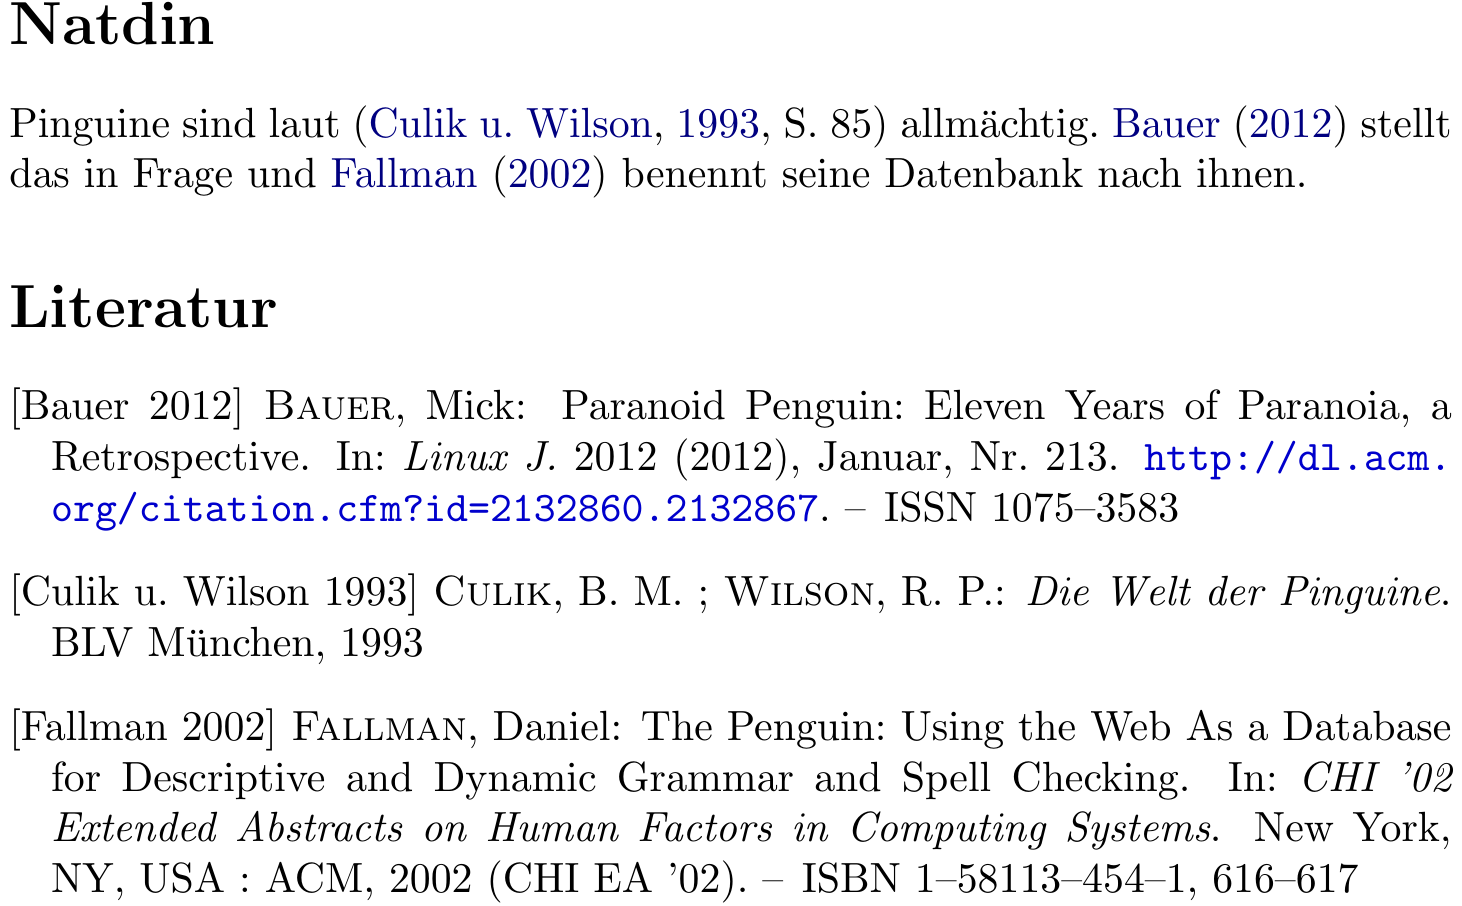 Natdin
Pinguine sind laut (Culik u. Wilson, 1993, S. 85) allmächtig. Bauer (2012) stellt
das in Frage und Fallman (2002) benennt seine Datenbank nach ihnen.
Literatur
[Bauer 2012] BAUER, Mick: Paranoid Penguin: Eleven Years of Paranoia, a
Retrospective. In: Linux J. 2012 (2012), Januar, Nr. 213. http://dl.acm.
org/citation.cfm?id=2132860.2132867. – ISSN 1075–3583
[Culik u. Wilson 1993] CULIK, B. M. ; WILSON, R. P.: Die Welt der Pinguine.
BLV München, 1993
[Fallman 2002] FALLMAN, Daniel: The Penguin: Using the Web As a Database
for Descriptive and Dynamic Grammar and Spell Checking. In: CHI ’02
Extended Abstracts on Human Factors in Computing Systems. New York,
NY, USA : ACM, 2002 (CHI EA ’02). – ISBN 1–58113–454–1, 616–617